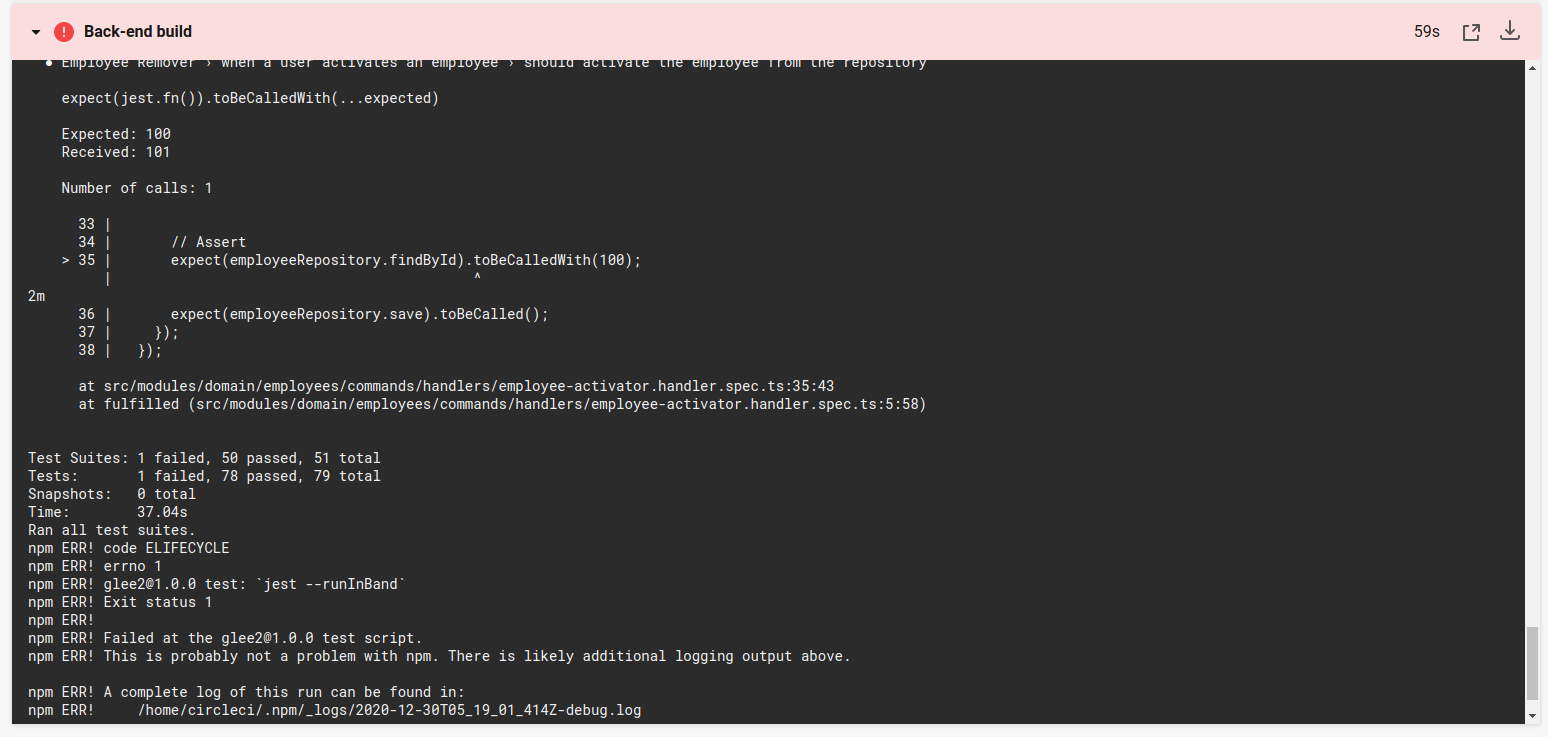 Back-end build
59s
● Employee Remover › When a user activates an employee › should activate the employee from the repository
expect(jest.fn()).toBeCalledWith(...expected)
Expected: 100
Received: 101
Number of calls: 1
33 |
34 |       // Assert
> 35 |       expect(employeeRepository.findById).toBeCalledWith(100);
|                                           ^
2m
36 |       expect(employeeRepository.save).toBeCalled();
37 |     });
38 |   });
at src/modules/domain/employees/commands/handlers/employee-activator.handler.spec.ts:35:43
at fulfilled (src/modules/domain/employees/commands/handlers/employee-activator.handler.spec.ts:5:58)
Test Suites: 1 failed, 50 passed, 51 total
Tests:       1 failed, 78 passed, 79 total
Snapshots:   0 total
Time:        37.04s
Ran all test suites.
npm ERR! code ELIFECYCLE
npm ERR! errno 1
npm ERR! glee2@1.0.0 test: `jest --runInBand`
npm ERR! Exit status 1
npm ERR!
npm ERR! Failed at the glee2@1.0.0 test script.
npm ERR! This is probably not a problem with npm. There is likely additional logging output above.
npm ERR! A complete log of this run can be found in:
npm ERR!     /home/circleci/.npm/_logs/2020-12-30T05_19_01_414Z-debug.log